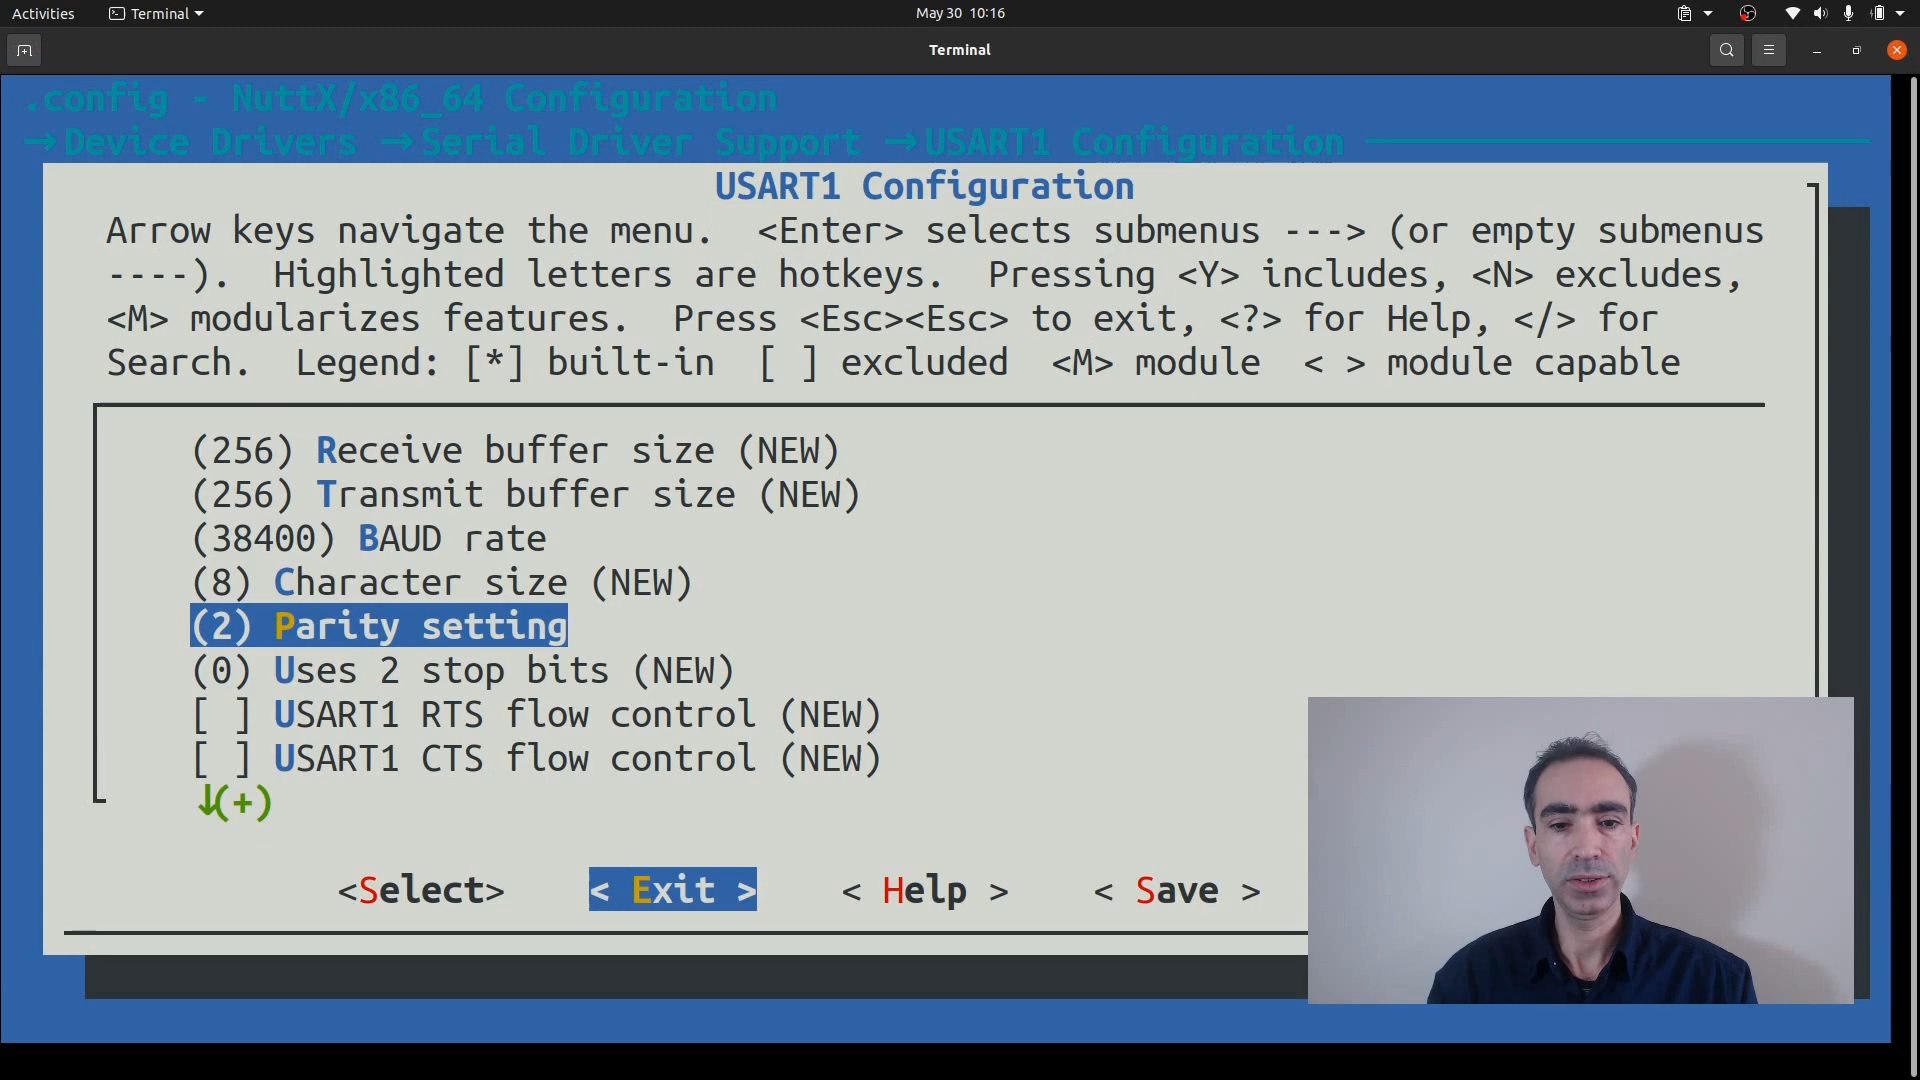 Activities Terminal May 30 10:16
Terminal
.config - NuttX/x86_64 Configuration
→Device Drivers →Serial Driver Support →USART1 Configuration
USART1 Configuration
Arrow keys navigate the menu. <Enter> selects submenus ---> (or empty submenus
----). Highlighted letters are hotkeys. Pressing <Y> includes, <N> excludes,
<M> modularizes features. Press <Esc><Esc> to exit, <?> for Help, </> for
Search. Legend: [*] built-in [ ] excluded <M> module < > module capable
(256) Receive buffer size (NEW)
(256) Transmit buffer size (NEW)
(38400) BAUD rate
(8) Character size (NEW)
(2) Parity setting
(0) Uses 2 stop bits (NEW)
[ ] USART1 RTS flow control (NEW)
[ ] USART1 CTS flow control (NEW)
↓(+)
<Select> < Exit > < Help > < Save >